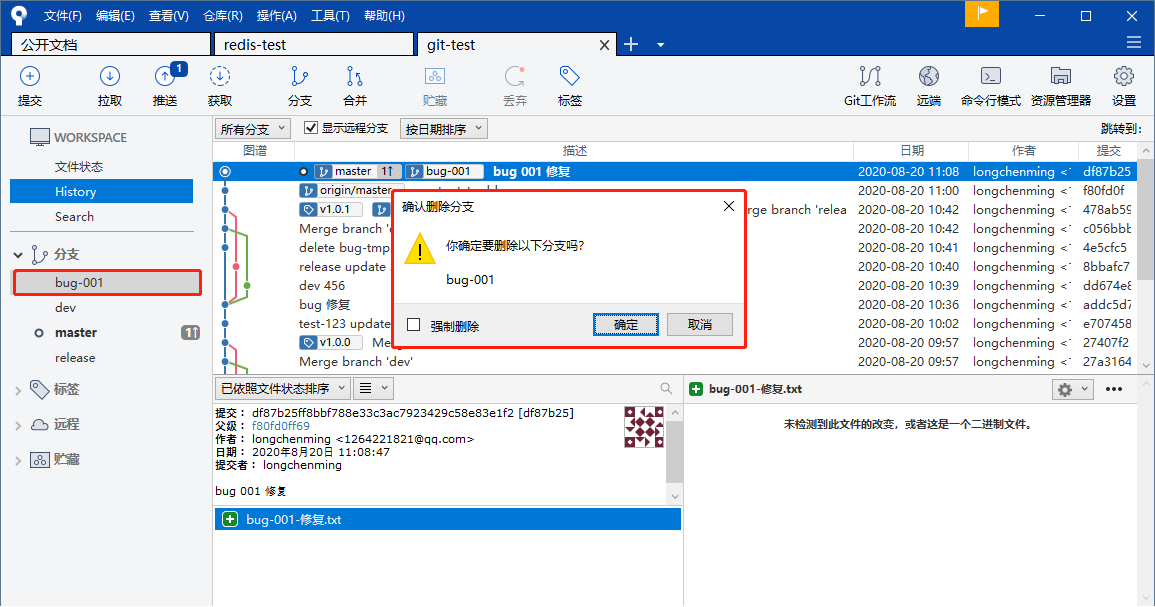 文件(F) 编辑(E) 查看(V) 仓库(R) 操作(A) 工具(T) 帮助(H)
公开文档 redis-test git-test
1
提交 拉取 推送 获取 分支 合并 贮藏 丢弃 标签 Git工作流 远端 命令行模式 资源管理器 设置
WORKSPACE
文件状态
History
Search
分支
bug-001
dev
master 1↑
release
标签
远程
贮藏
所有分支 显示远程分支 按日期排序 跳转到:
图谱 描述 日期 作者 提交
master 1↑ bug-001 bug 001 修复 2020-08-20 11:08 longchenming < df87b25
origin/master 2020-08-20 11:00 longchenming < f80fd0f
v1.0.1 rge branch 'relea 2020-08-20 10:42 longchenming < 478ab59
Merge branch 'd 2020-08-20 10:42 longchenming < c056bbb
delete bug-tmp 2020-08-20 10:41 longchenming < 4e5cfc5
release update 2020-08-20 10:40 longchenming < 8bbafc7
dev 456 2020-08-20 10:39 longchenming < dd674e8
bug 修复 2020-08-20 10:36 longchenming < addc5d7
test-123 update 2020-08-20 10:02 longchenming < e707458
v1.0.0 Me 2020-08-20 09:57 longchenming < 27407f2
Merge branch 'dev' 2020-08-20 09:57 longchenming < 27a3164
确认删除分支
你确定要删除以下分支吗?
bug-001
强制删除 确定 取消
已依照文件状态排序
提交: df87b25ff8bbf788e33c3ac7923429c58e83e1f2 [df87b25]
父级: f80fd0ff69
作者: longchenming <1264221821@qq.com>
日期: 2020年8月20日 11:08:47
提交者: longchenming
bug 001 修复
bug-001-修复.txt
bug-001-修复.txt
未检测到此文件的改变，或者这是一个二进制文件。